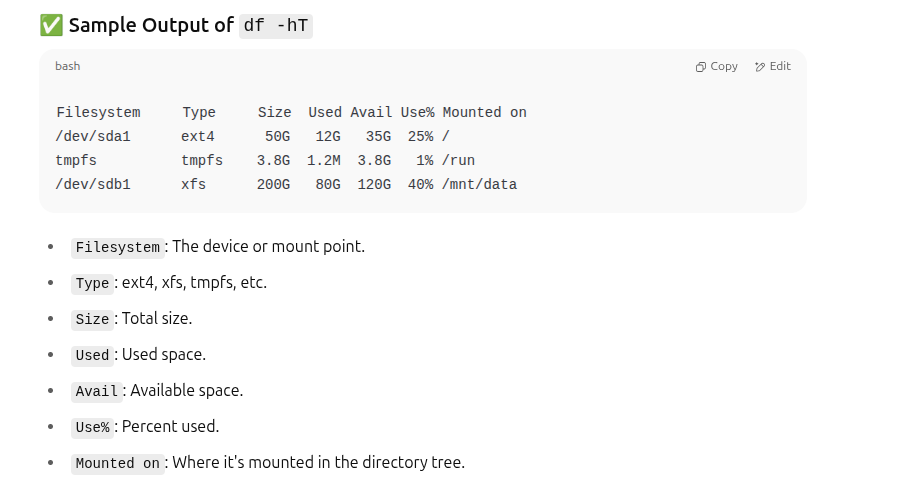 ✅ Sample Output of df -hT
bash Copy Edit
Filesystem     Type      Size  Used Avail Use% Mounted on
/dev/sda1      ext4       50G   12G   35G  25% /
tmpfs          tmpfs     3.8G  1.2M  3.8G   1% /run
/dev/sdb1      xfs       200G   80G  120G  40% /mnt/data
• Filesystem: The device or mount point.
• Type: ext4, xfs, tmpfs, etc.
• Size: Total size.
• Used: Used space.
• Avail: Available space.
• Use%: Percent used.
• Mounted on: Where it's mounted in the directory tree.